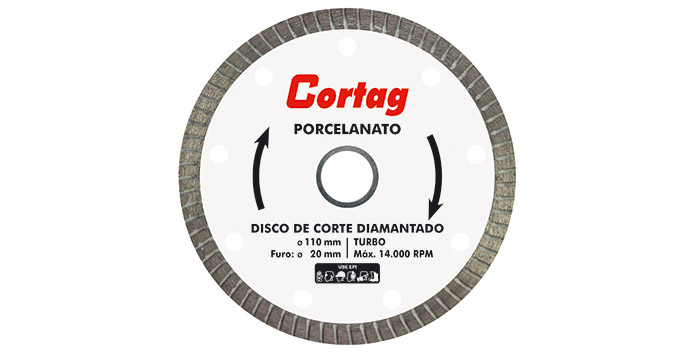 Cortag
PORCELANATO
DISCO DE CORTE DIAMANTADO
ø 110 mm | TURBO
Furo: ø 20 mm | Máx. 14.000 RPM
USE EPI